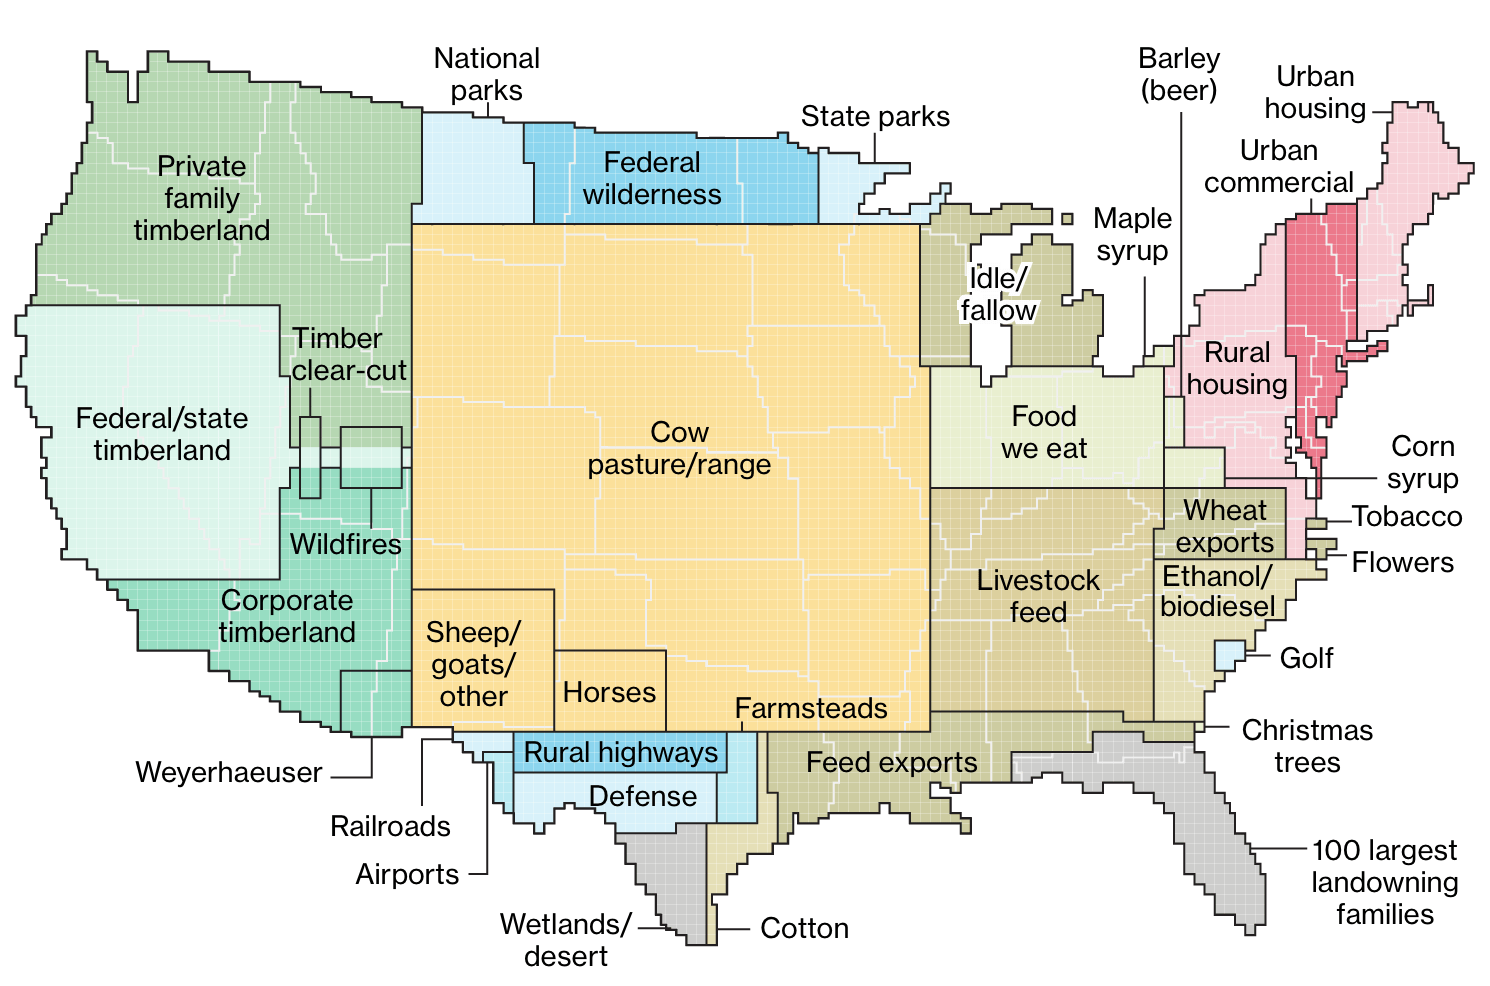 National
parks
Barley
(beer)
Urban
housing
State parks
Urban
commercial
Private
family
timberland
Federal
wilderness
Maple
syrup
Idle/
fallow
Timber
clear-cut
Rural
housing
Federal/state
timberland
Cow
pasture/range
Food
we eat
Corn
syrup
Wheat
exports
Tobacco
Wildfires
Flowers
Livestock
feed
Ethanol/
biodiesel
Corporate
timberland
Sheep/
goats/
other
Golf
Horses
Farmsteads
Christmas
trees
Rural highways
Feed exports
Weyerhaeuser
Defense
Railroads
Airports
100 largest
landowning
families
Wetlands/
desert
Cotton